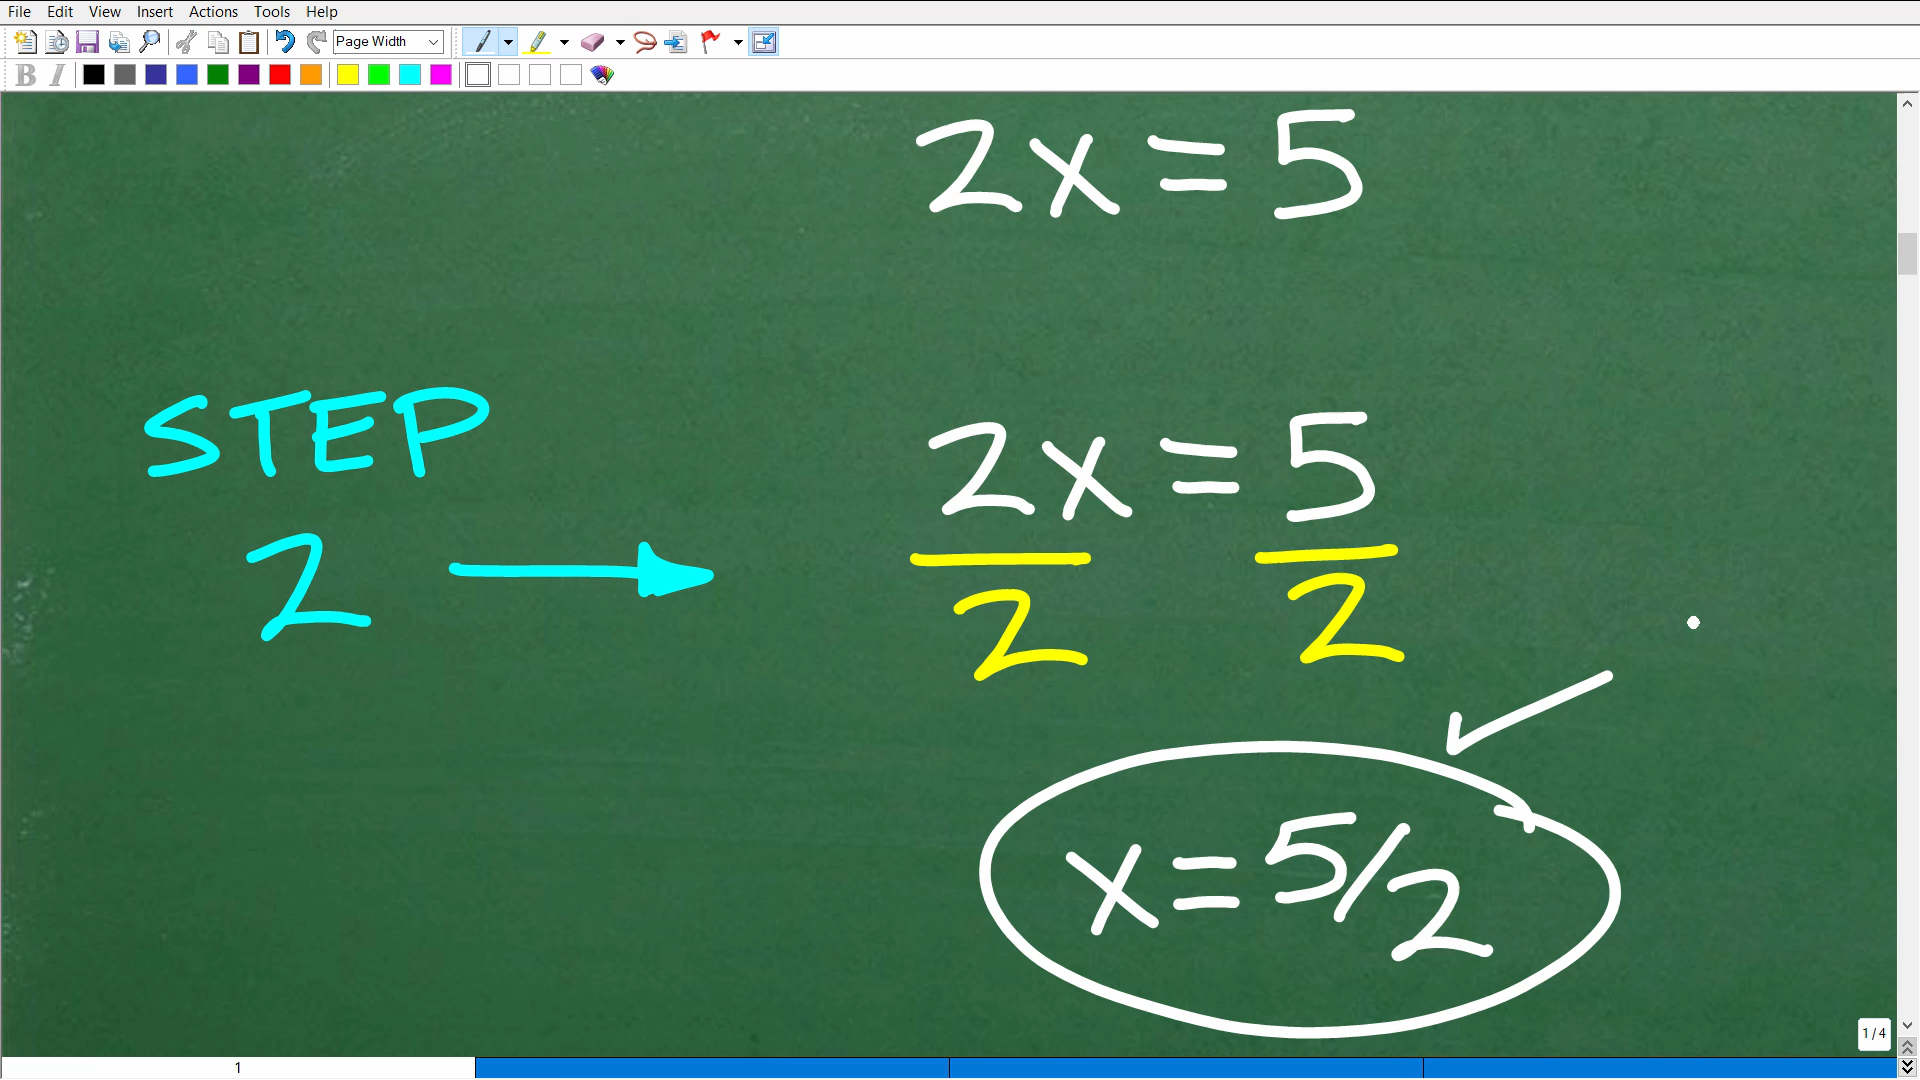 File Edit View Insert Actions Tools Help
Page Width
B I
2x = 5
STEP
2
2x = 5
2 2
x = 5/2
1 / 4
1